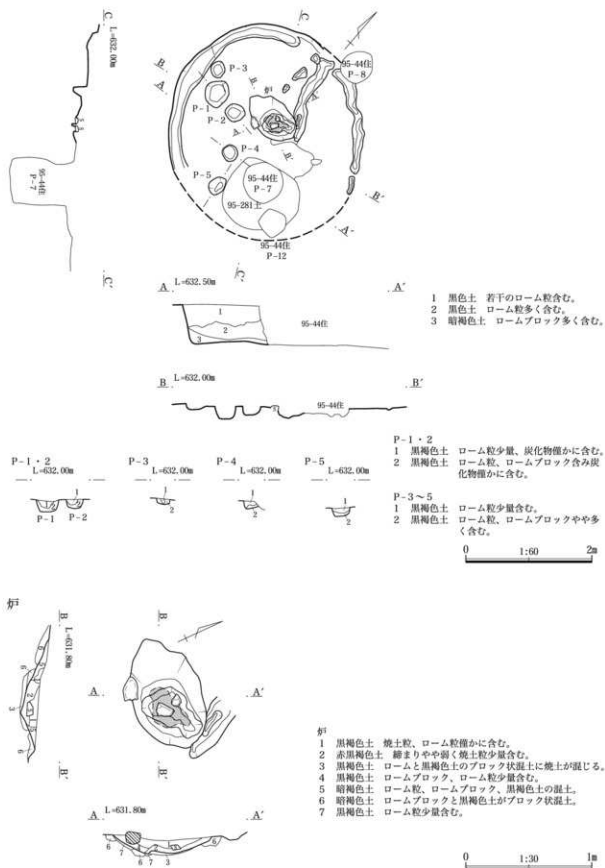 C
L=632.00m
C
B
A
P-3
P-1
P-2
炉
B
A
A'
B'
95-44住
P-8
P-4
P-5
95-44住
P-7
95-281土
95-44住
P-7
95-44住
P-12
B'
A'
C'
C'
A L=632.50m A'
1
2
3
95-44住
1 黒色土 若干のローム粒含む。
2 黒色土 ローム粒多く含む。
3 暗褐色土 ロームブロック多く含む。
B L=632.00m B'
95-44住
P-1・2
L=632.00m
P-1 P-2
P-3
L=632.00m
1
2
P-4
L=632.00m
1
2
P-5
L=632.00m
1
2
P-1・2
1 黒褐色土 ローム粒少量、炭化物僅かに含む。
2 黒褐色土 ローム粒、ロームブロック含み炭
化物僅かに含む。
P-3~5
1 黒褐色土 ローム粒少量含む。
2 黒褐色土 ローム粒、ロームブロックやや多
く含む。
0 1:60 2m
炉
B
L=631.80m
B'
B
A A'
B'
A L=631.80m A'
6 7 6 7 3 6
炉
1 黒褐色土 焼土粒、ローム粒僅かに含む。
2 赤黒褐色土 締まりやや弱く焼土粒少量含む。
3 黒褐色土 ロームと黒褐色土のブロック状混土に焼土が混じる。
4 黒褐色土 ロームブロック、ローム粒少量含む。
5 暗褐色土 ローム粒、ロームブロック、黒褐色土の混土。
6 暗褐色土 ロームブロックと黒褐色土がブロック状混土。
7 黒褐色土 ローム粒少量含む。
0 1:30 1m